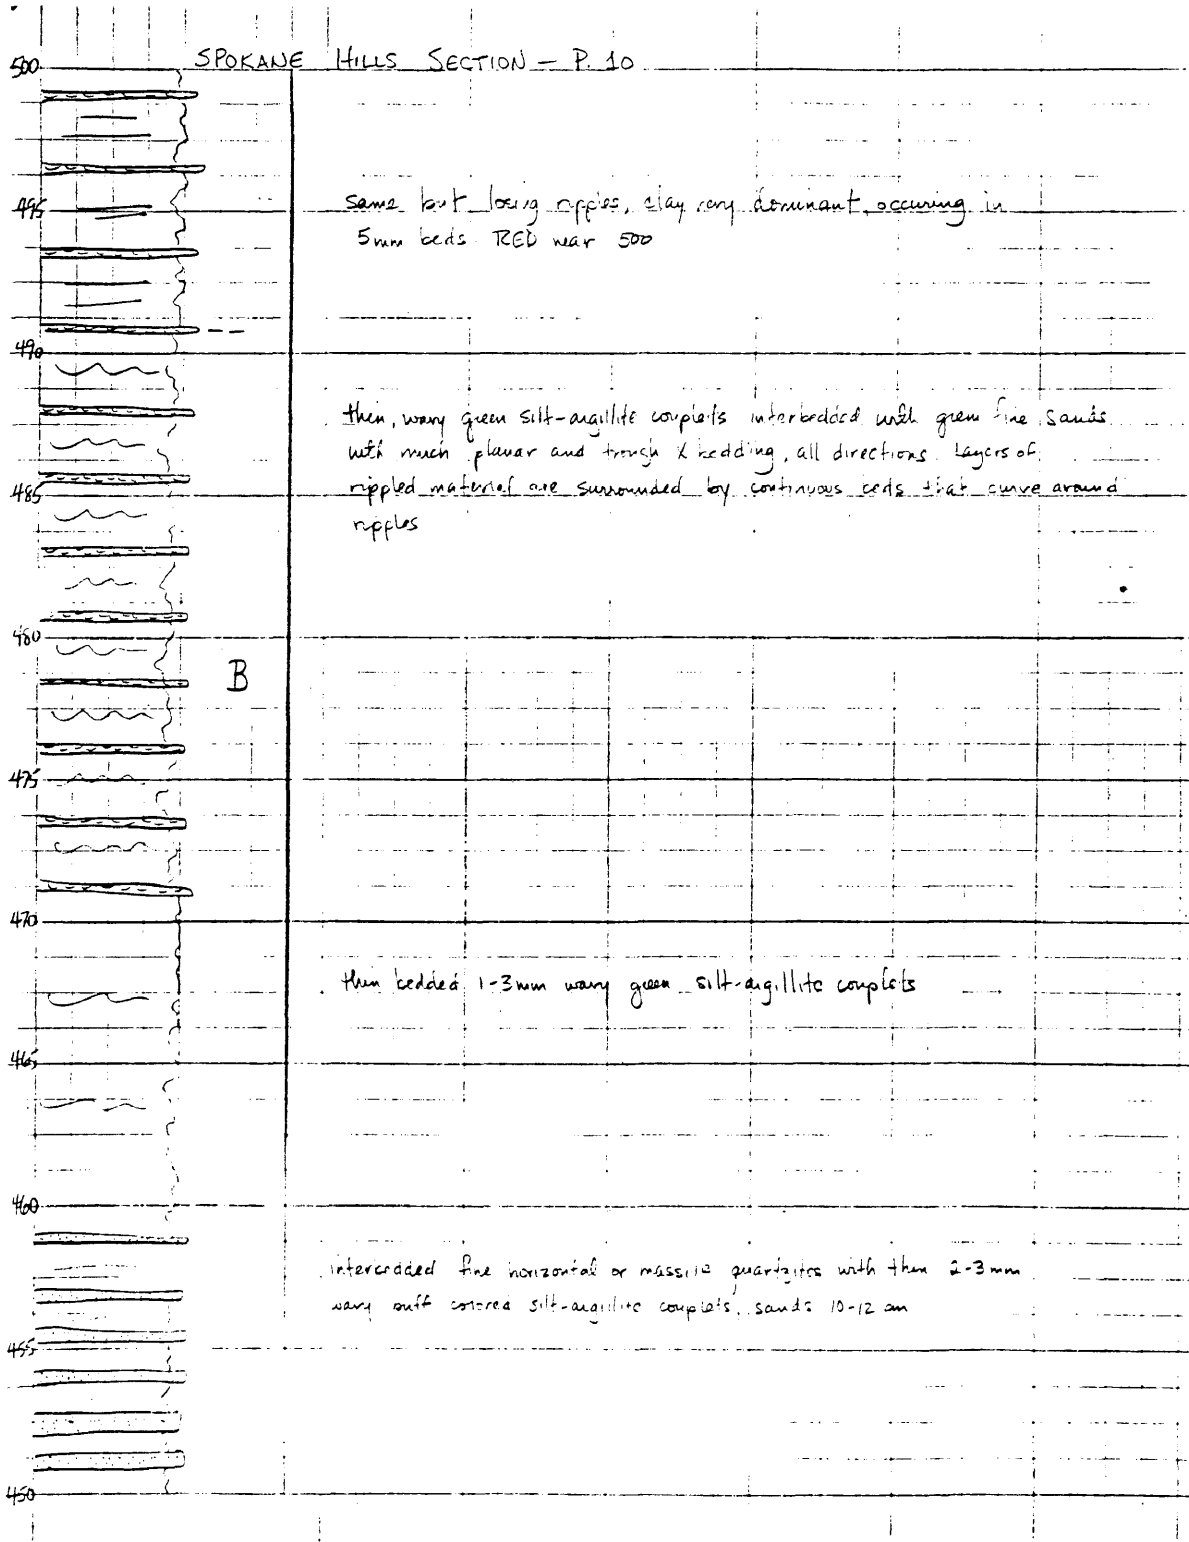 SPOKANE HILLS SECTION – P. 10
500
495
same but losing ripples, clay very dominant, occuring in
5mm beds. RED near 500
490
then, wavy green silt-argillite couplets interbedded with green fine sands
with much planar and trough X bedding, all directions. Layers of
485
rippled material are surrounded by continuous beds that curve around
ripples
480
B
475
470
thin bedded 1-3mm wavy green silt-argillite couplets
465
460
interbedded fine horizontal or massive quartzites with thin 2-3mm
wavy buff colored silt-argillite couplets, sands 10-12 cm
455
450